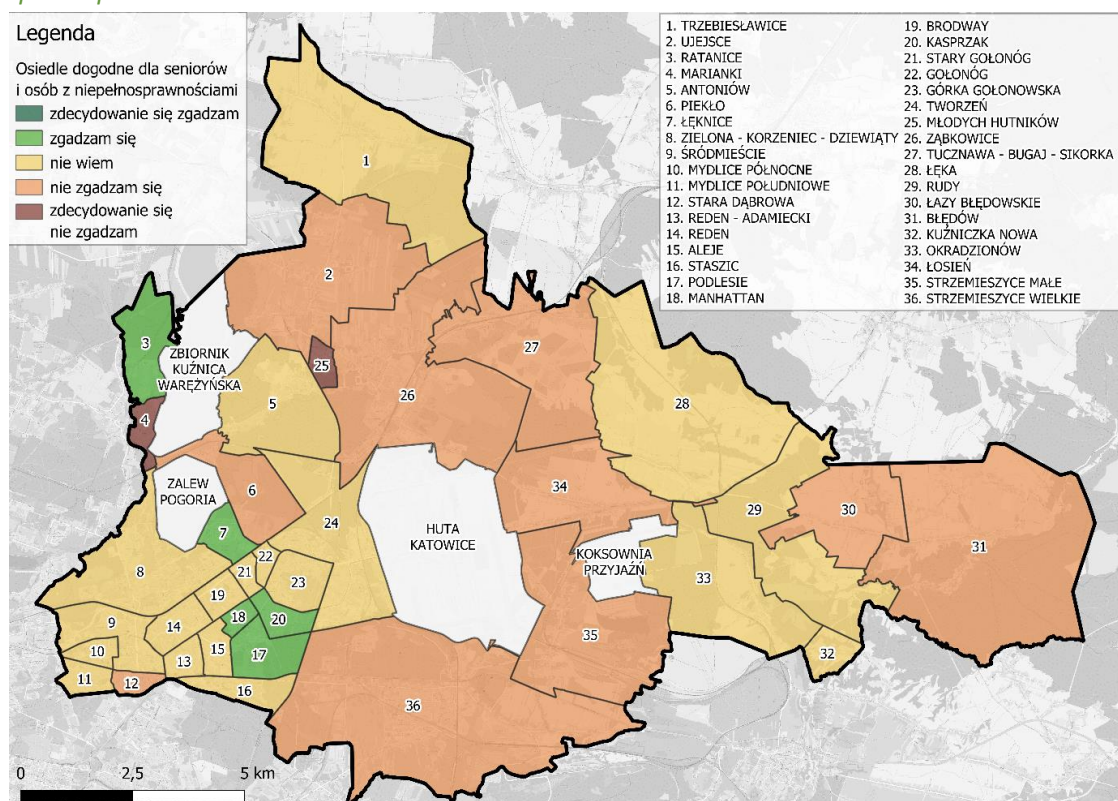 Legenda
Osiedle dogodne dla seniorów
i osób z niepełnosprawnościami
zdecydowanie się zgadzam
zgadzam się
nie wiem
nie zgadzam się
zdecydowanie się
nie zgadzam
1. TRZEBIESŁAWICE
2. UJEJSCE
3. RATANICE
4. MARIANKI
5. ANTONIÓW
6. PIEKŁO
7. ŁĘKNICE
8. ZIELONA - KORZENIEC - DZIEWIĄTY
9. ŚRÓDMIEŚCIE
10. MYDLICE PÓŁNOCNE
11. MYDLICE POŁUDNIOWE
12. STARA DĄBROWA
13. REDEN - ADAMIECKI
14. REDEN
15. ALEJE
16. STASZIC
17. PODLESIE
18. MANHATTAN
19. BRODWAY
20. KASPRZAK
21. STARY GOŁONÓG
22. GOŁONÓG
23. GÓRKA GOŁONOWSKA
24. TWORZEŃ
25. MŁODYCH HUTNIKÓW
26. ZĄBKOWICE
27. TUCZNAWA - BUGAJ - SIKORKA
28. ŁĘKA
29. RUDY
30. ŁAZY BŁĘDOWSKIE
31. BŁĘDÓW
32. KUŹNICZKA NOWA
33. OKRADZIONÓW
34. ŁOSIEŃ
35. STRZEMIESZYCE MAŁE
36. STRZEMIESZYCE WIELKIE
1
2
3
ZBIORNIK
KUŹNICA
WARĘŻYŃSKA
25
27
26
4
5
28
ZALEW
POGORIA
6
34
29
30
7
24
HUTA
KATOWICE
31
KOKSOWNIA
PRZYJAŹŃ
8
22
21
23
33
19
18
20
9
14
35
10
15
17
13
32
11
12
16
36
0
2,5
5 km